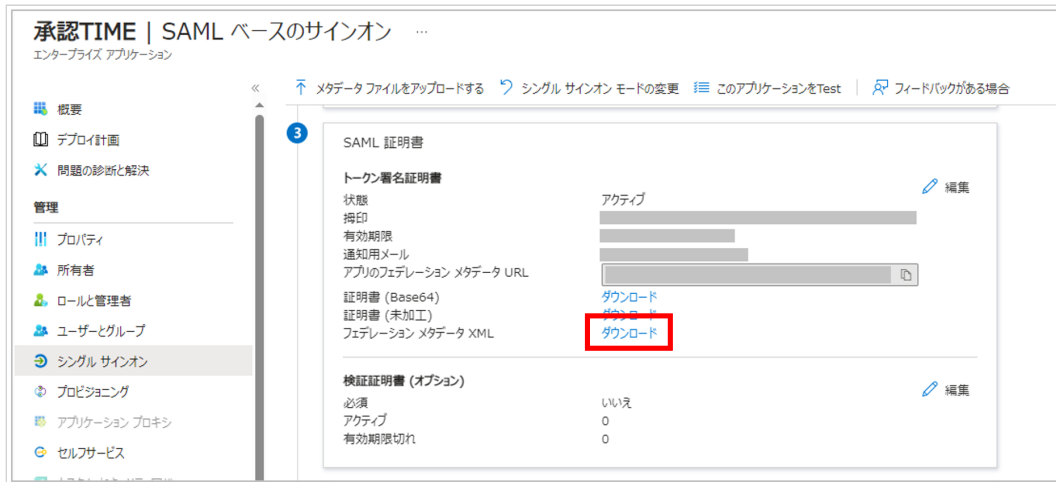 承認TIME | SAML ベースのサインオン ...
エンタープライズ アプリケーション
«
メタデータ ファイルをアップロードする シングル サインオン モードの変更 このアプリケーションをTest フィードバックがある場合
概要
デプロイ計画
問題の診断と解決
管理
プロパティ
所有者
ロールと管理者
ユーザーとグループ
シングル サインオン
プロビジョニング
アプリケーション プロキシ
セルフサービス
3
SAML 証明書
トークン署名証明書
編集
状態 アクティブ
拇印
有効期限
通知用メール
アプリのフェデレーション メタデータ URL
証明書 (Base64) ダウンロード
証明書 (未加工) ダウンロード
フェデレーション メタデータ XML ダウンロード
検証証明書 (オプション)
編集
必須 いいえ
アクティブ 0
有効期限切れ 0